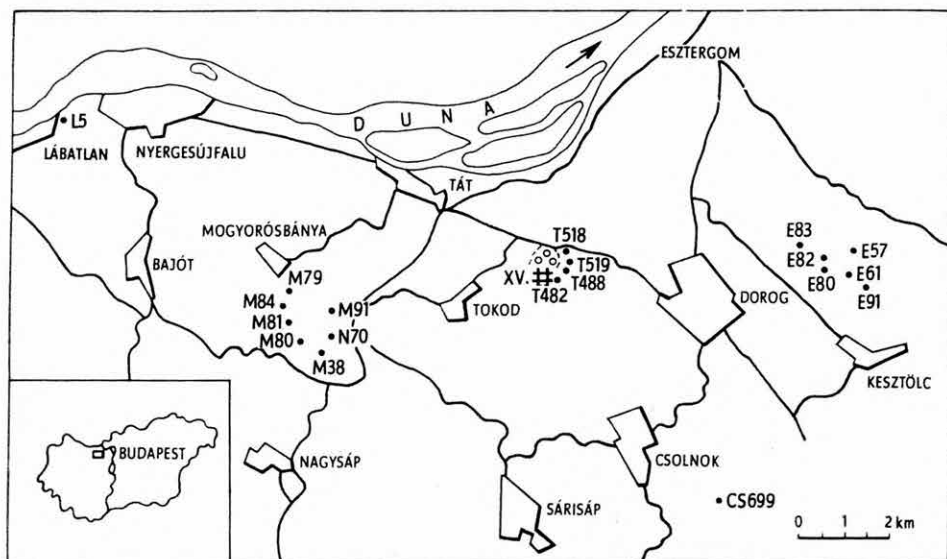 ESZTERGOM
DUNA
L5
LÁBATLAN
NYERGESÚJFALU
TÁT
MOGYORÓSBÁNYA
BAJÓT
T518
T519
XV.
T488
T482
TOKOD
DOROG
E83
E57
E82
E61
E80
E91
M79
M84
M91
M81
N70
M80
M38
KESZTÖLC
NAGYSÁP
CSOLNOK
SÁRISÁP
CS699
BUDAPEST
0 1 2 km